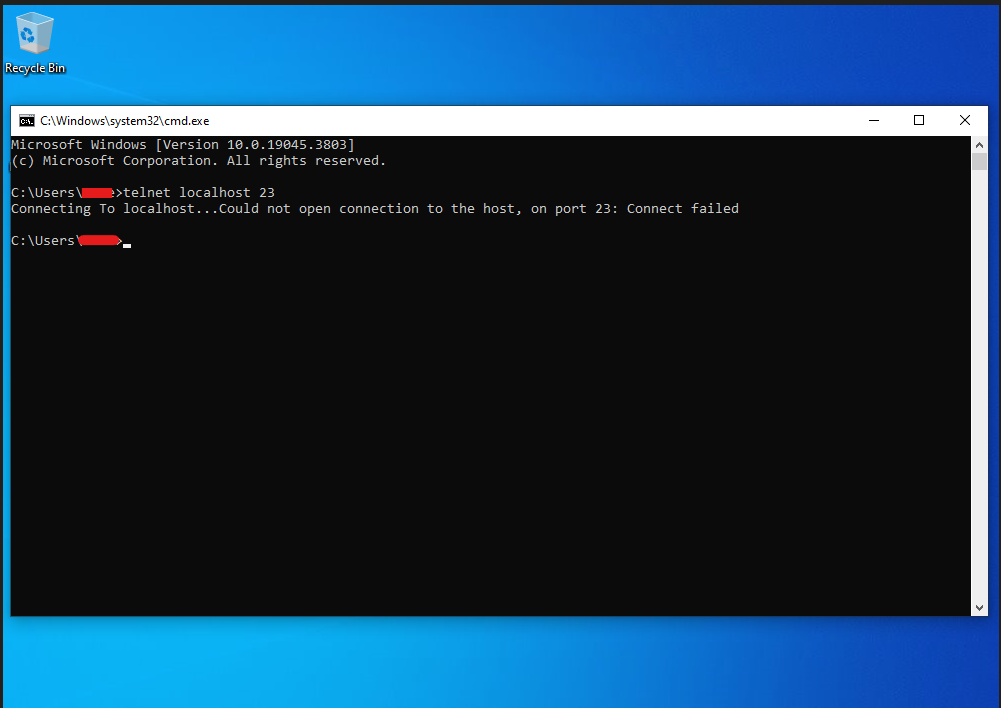 Recycle Bin
C:\Windows\system32\cmd.exe
Microsoft Windows [Version 10.0.19045.3803]
(c) Microsoft Corporation. All rights reserved.
C:\Users\>telnet localhost 23
Connecting To localhost...Could not open connection to the host, on port 23: Connect failed
C:\Users\>